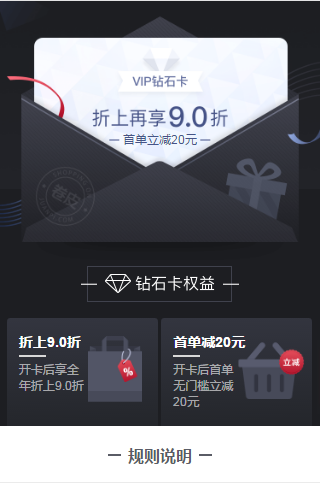 VIP钻石卡
折上再享9.0折
首单立减20元
卷皮
钻石卡权益
折上9.0折
开卡后享全
年折上9.0折
%
首单减20元
开卡后首单
无门槛立减
20元
立减
规则说明